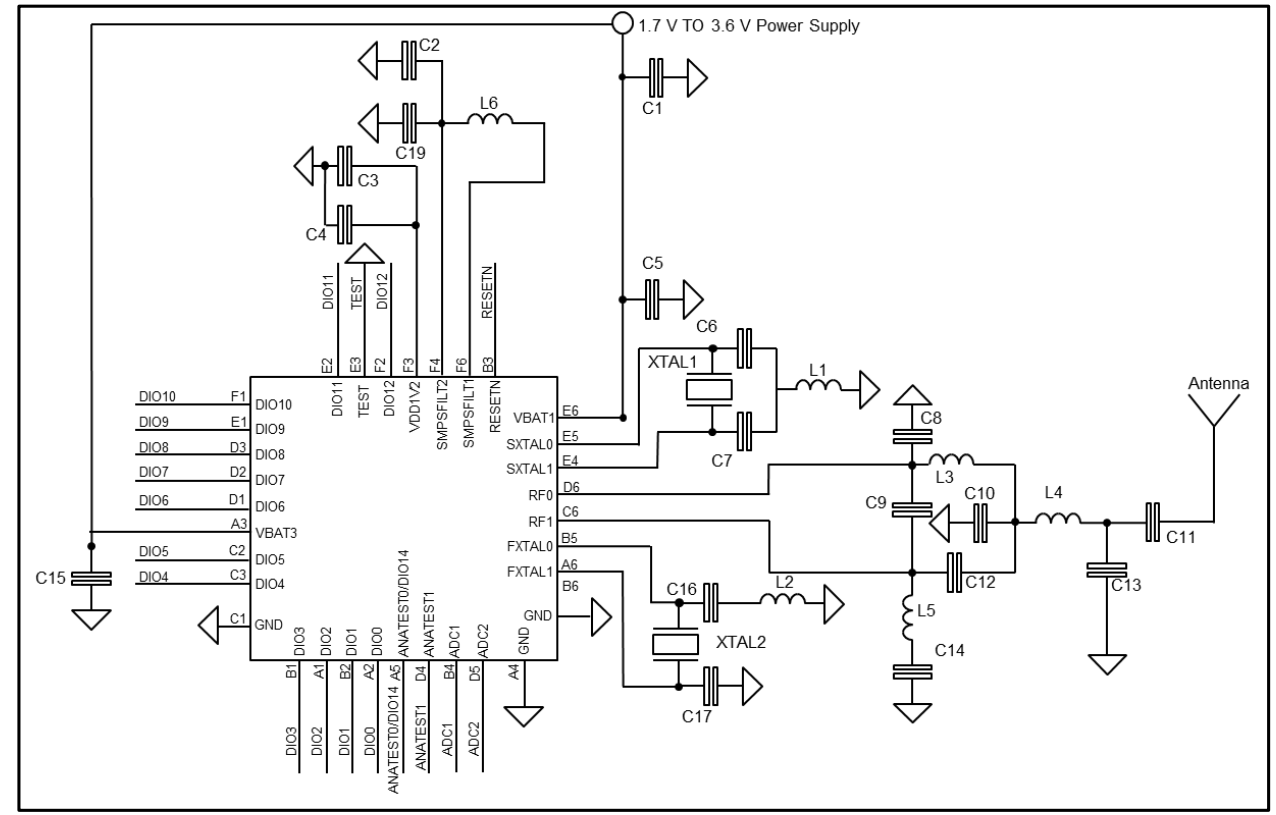 1.7 V TO 3.6 V Power Supply
C2
C1
L6
C19
C3
C4
C5
DIO11
TEST
DIO12
RESETN
C6
XTAL1
L1
C7
E2
E3
F2
F3
F4
F6
B3
DIO11
TEST
DIO12
VDD1V2
SMPSFILT2
SMPSFILT1
RESETN
DIO10 F1 DIO10
DIO9 E1 DIO9
DIO8 D3 DIO8
DIO7 D2 DIO7
DIO6 D1 DIO6
A3 VBAT3
DIO5 C2 DIO5
DIO4 C3 DIO4
C1 GND
C15
VBAT1 E6
SXTAL0 E5
SXTAL1 E4
RF0 D6
RF1 C6
FXTAL0 B5
FXTAL1 A6
B6
GND
Antenna
C8
L3
C9
C10
L4
C11
C12
C13
L5
C14
C16
L2
XTAL2
C17
DIO3
DIO2
DIO1
DIO0
ANATEST0/DIO14
ANATEST1
ADC1
ADC2
GND
B1
A1
B2
A2
A5
D4
B4
D5
A4
DIO3
DIO2
DIO1
DIO0
ANATEST0/DIO14
ANATEST1
ADC1
ADC2